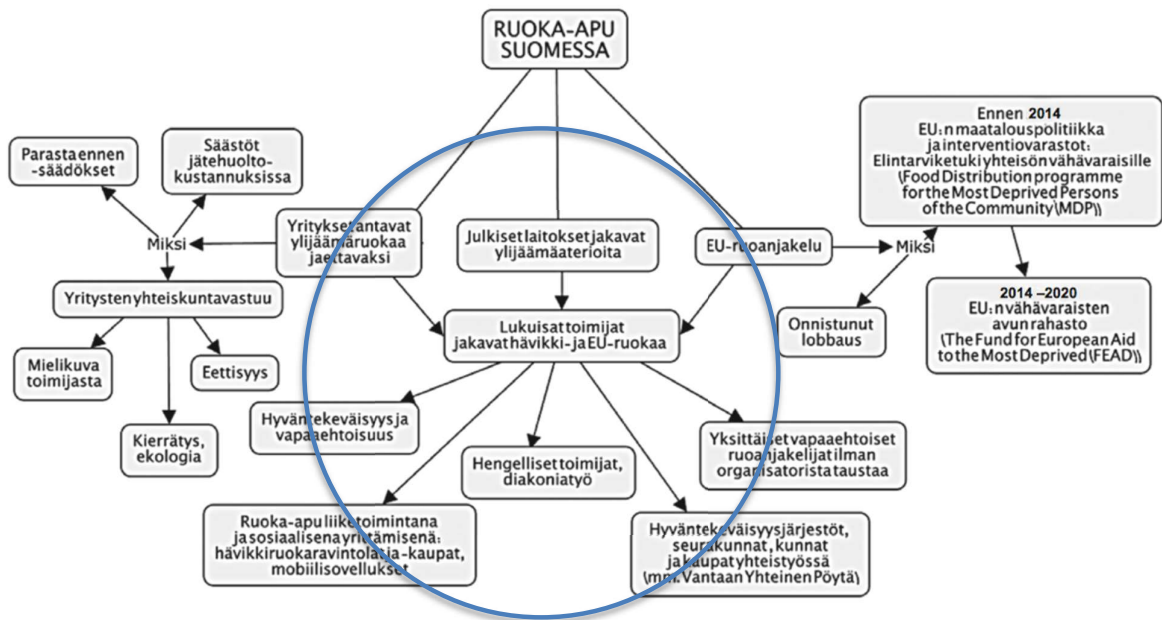 RUOKA-APU
SUOMESSA
Parasta ennen
-säädökset
Säästöt
jätehuolto-
kustannuksissa
Ennen 2014
EU:n maatalouspolitiikka
ja interventiovarastot:
Elintarviketuki yhteisön vähävaraisille
(Food Distribution programme
for the Most Deprived Persons
of the Community (MDP))
Miksi
Yritykset antavat
ylijäämäruokaa
jaettavaksi
Julkiset laitokset jakavat
ylijäämäaterioita
EU-ruoanjakelu
Miksi
Yritysten yhteiskuntavastuu
Lukuisat toimijat
jakavat hävikki- ja EU-ruokaa
Onnistunut
lobbaus
2014 –2020
EU:n vähävaraisten
avun rahasto
(The Fund for European Aid
to the Most Deprived (FEAD))
Mielikuva
toimijasta
Eettisyys
Kierrätys,
ekologia
Hyväntekeväisyys ja
vapaaehtoisuus
Hengelliset toimijat,
diakoniatyö
Yksittäiset vapaaehtoiset
ruoanjakelijat ilman
organisatorista taustaa
Ruoka-apu liiketoimintana
ja sosiaalisena yrittämisenä:
hävikkiruokaravintolat ja -kaupat,
mobiilisovellukset
Hyväntekeväisyysjärjestöt,
seurakunnat, kunnat
ja kaupat yhteistyössä
(mm. Vantaan Yhteinen Pöytä)